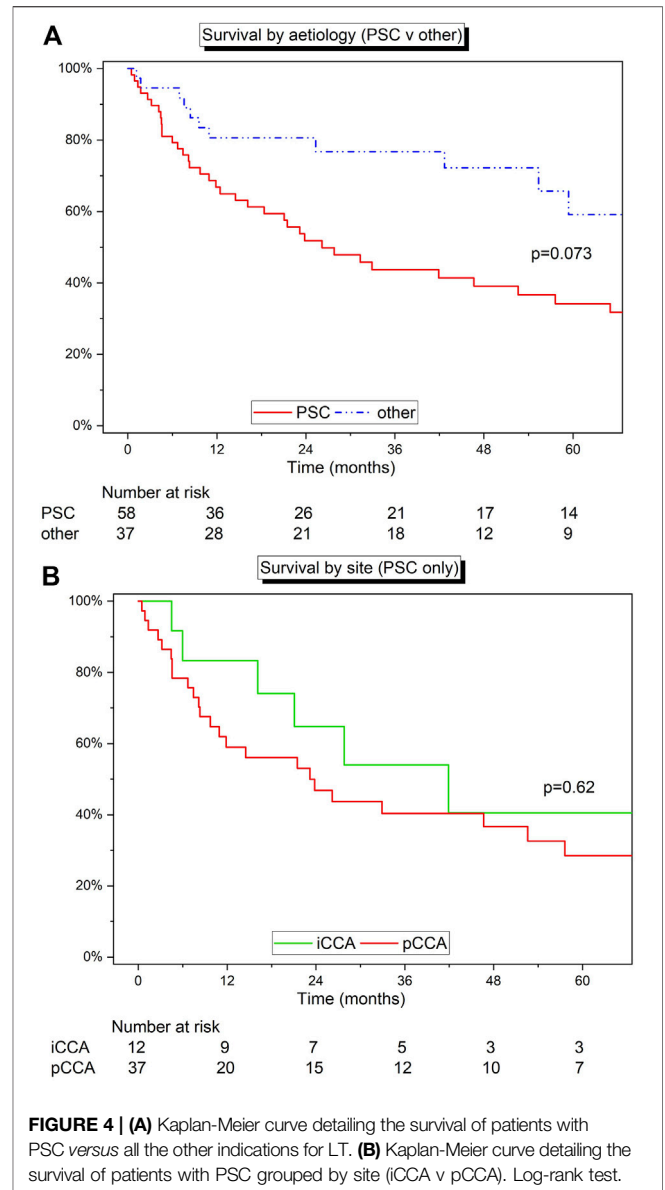 A
Survival by aetiology (PSC v other)
100%
80%
60%
40%
20%
0%
p=0.073
PSC other
0 12 24 36 48 60
Time (months)
Number at risk
PSC 58 36 26 21 17 14
other 37 28 21 18 12 9
B
Survival by site (PSC only)
100%
80%
60%
40%
20%
0%
p=0.62
iCCA pCCA
0 12 24 36 48 60
Time (months)
Number at risk
iCCA 12 9 7 5 3 3
pCCA 37 20 15 12 10 7
FIGURE 4 | (A) Kaplan-Meier curve detailing the survival of patients with
PSC versus all the other indications for LT. (B) Kaplan-Meier curve detailing the
survival of patients with PSC grouped by site (iCCA v pCCA). Log-rank test.